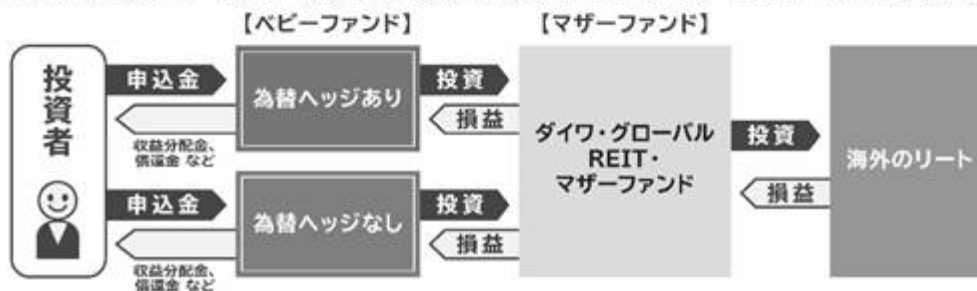 【ベビーファンド】
【マザーファンド】
投資者
申込金
収益分配金、
償還金 など
為替ヘッジあり
投資
損益
申込金
収益分配金、
償還金 など
為替ヘッジなし
投資
損益
ダイワ・グローバル
REIT・
マザーファンド
投資
損益
海外のリート